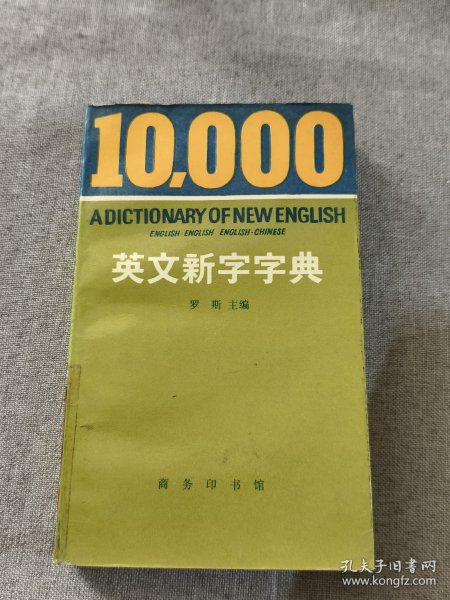 10,000
A DICTIONARY OF NEW ENGLISH
ENGLISH-ENGLISH ENGLISH-CHINESE
英文新字字典
罗 斯 主编
商务印书馆
孔夫子旧书网
www.kongfz.com